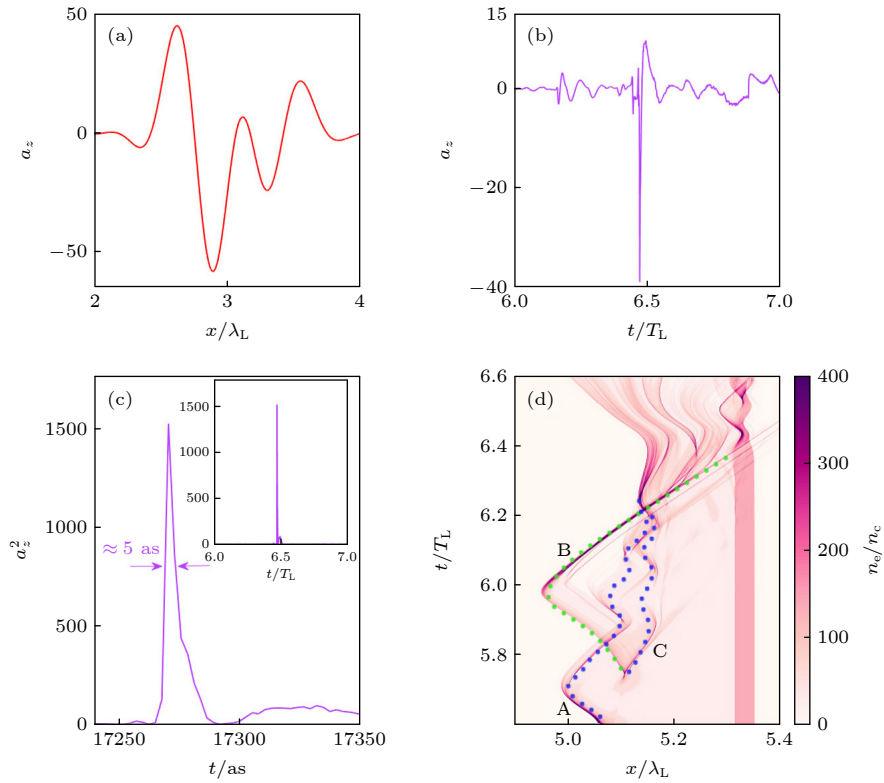 (a)
50
0
−50
2
3
4
a_z
x/λ_L
(b)
15
0
−20
−40
6.0
6.5
7.0
a_z
t/T_L
(c)
1500
1000
500
0
17250
17300
17350
a_z^2
t/as
≈ 5 as
1500
1000
500
0
6.0
6.5
7.0
t/T_L
(d)
6.6
6.4
6.2
6.0
5.8
5.0
5.2
5.4
t/T_L
x/λ_L
B
C
A
400
300
200
100
0
n_e/n_c